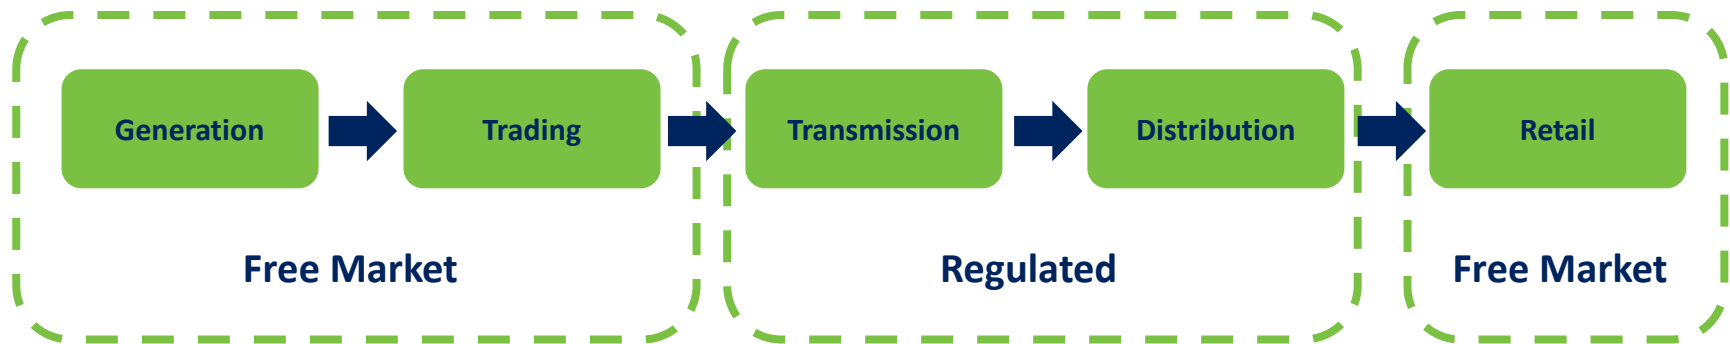 Generation
Trading
Transmission
Distribution
Retail
Free Market
Regulated
Free Market